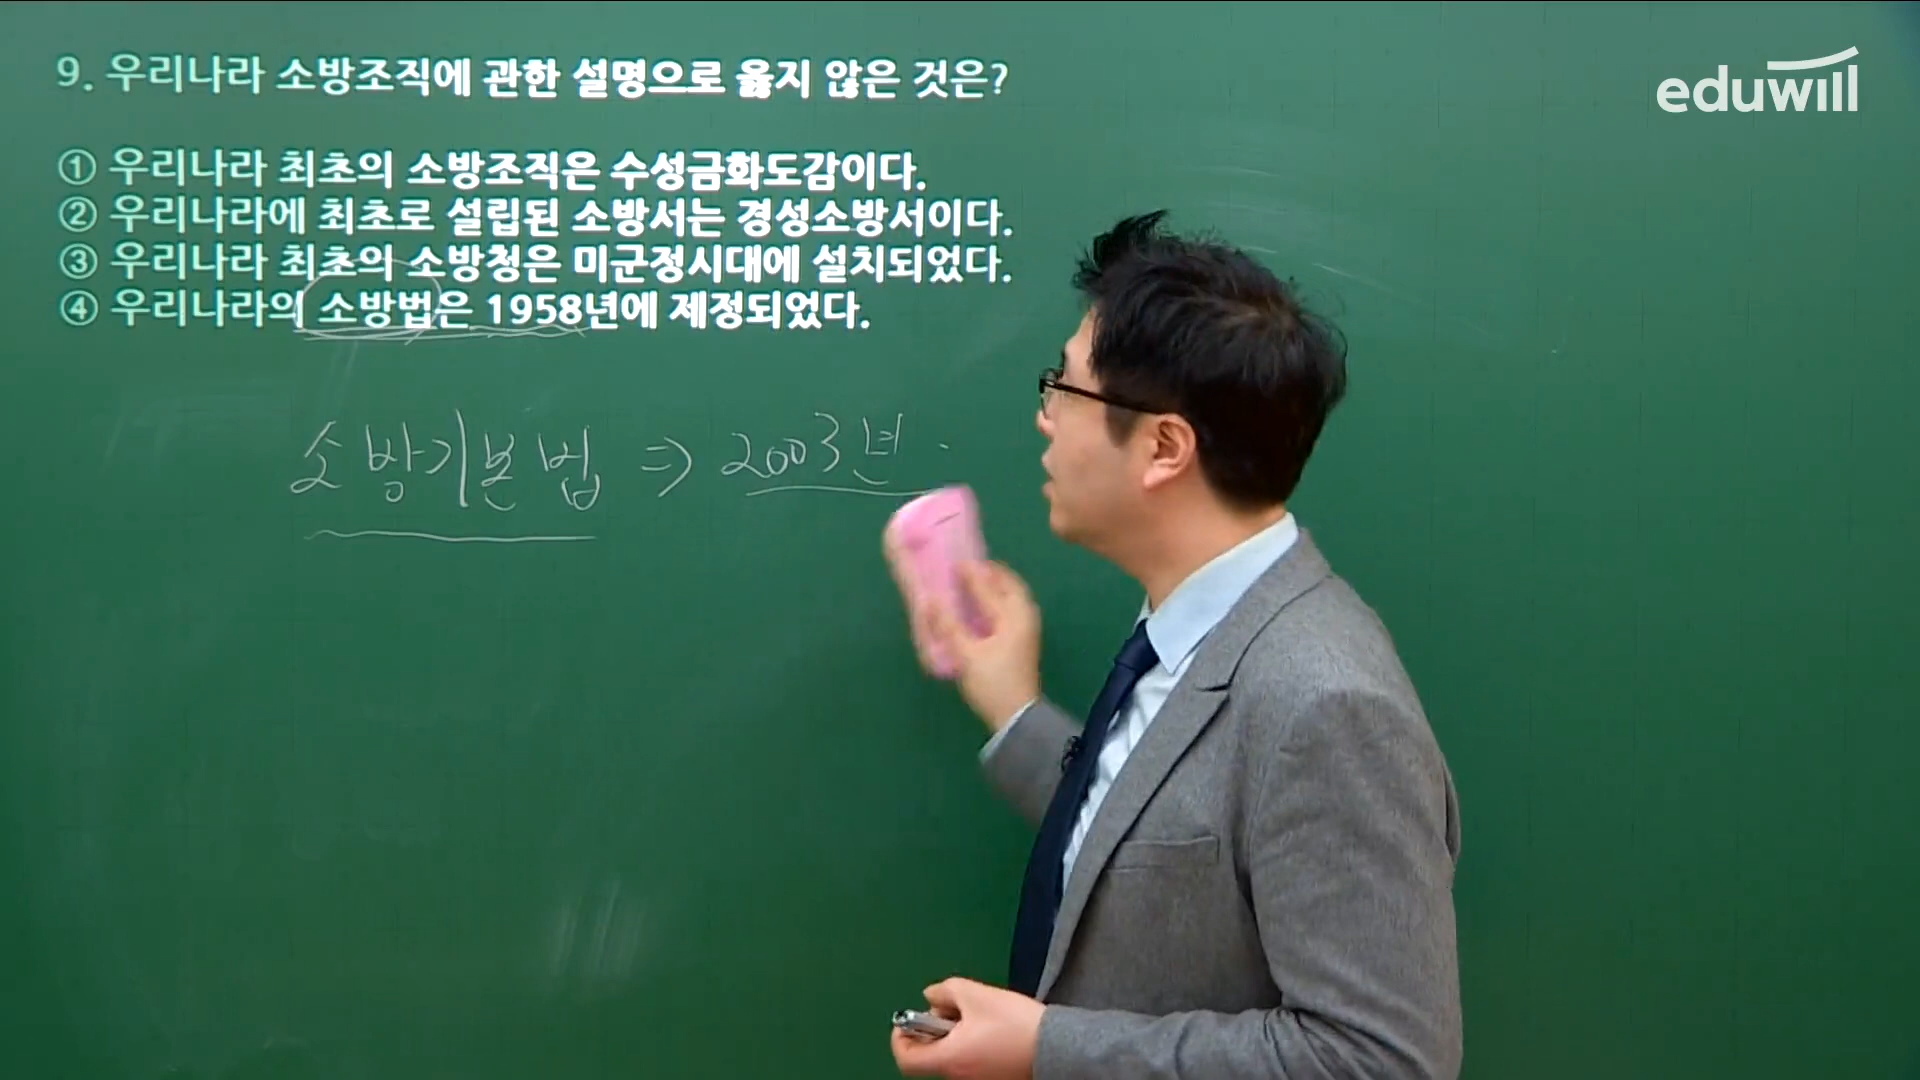 9. 우리나라 소방조직에 관한 설명으로 옳지 않은 것은?
eduwill
① 우리나라 최초의 소방조직은 수성금화도감이다.
② 우리나라에 최초로 설립된 소방서는 경성소방서이다.
③ 우리나라 최초의 소방청은 미군정시대에 설치되었다.
④ 우리나라의 소방법은 1958년에 제정되었다.
소방기본법 ⇒ 2003년.